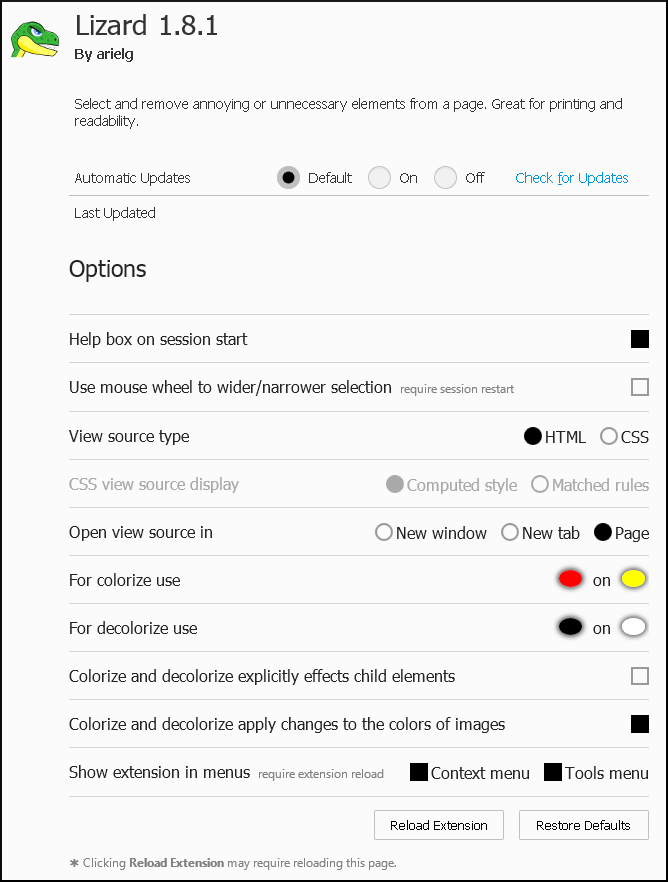 Lizard 1.8.1
By arielg
Select and remove annoying or unnecessary elements from a page. Great for printing and
readability.
Automatic Updates Default On Off Check for Updates
Last Updated
Options
Help box on session start
Use mouse wheel to wider/narrower selection require session restart
View source type HTML CSS
CSS view source display Computed style Matched rules
Open view source in New window New tab Page
For colorize use on
For decolorize use on
Colorize and decolorize explicitly effects child elements
Colorize and decolorize apply changes to the colors of images
Show extension in menus require extension reload Context menu Tools menu
Reload Extension Restore Defaults
✱ Clicking Reload Extension may require reloading this page.